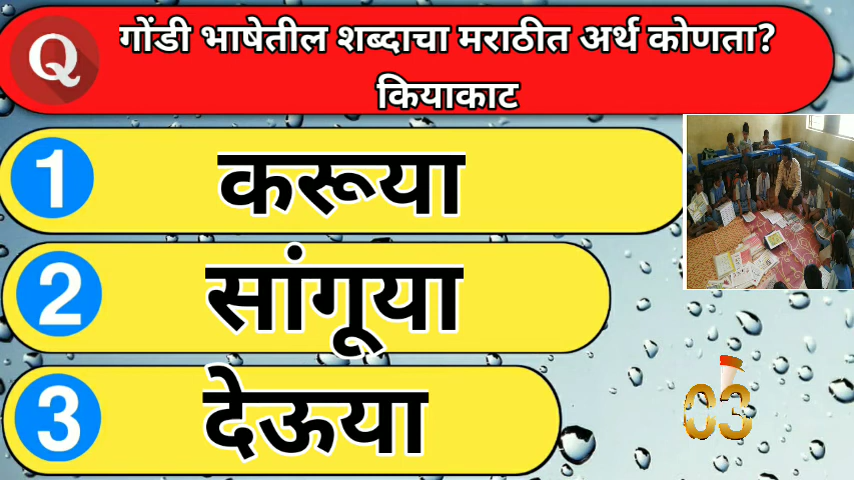 Q
गोंडी भाषेतील शब्दाचा मराठीत अर्थ कोणता?
कियाकाट
1 करूया
2 सांगूया
3 देऊया
03